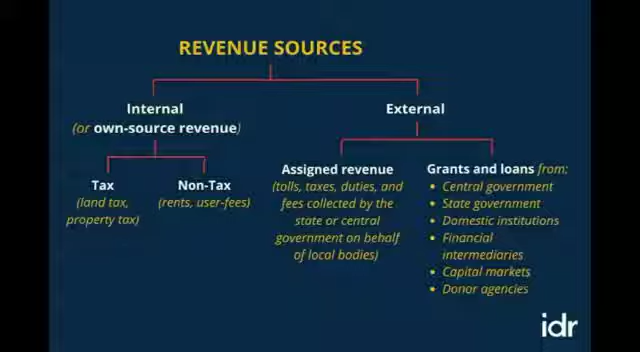 REVENUE SOURCES
Internal
(or own-source revenue)
External
Tax
(land tax,
property tax)
Non-Tax
(rents, user-fees)
Assigned revenue
(tolls, taxes, duties, and
fees collected by the
state or central
government on behalf
of local bodies)
Grants and loans from:
• Central government
• State government
• Domestic institutions
• Financial
intermediaries
• Capital markets
• Donor agencies
idr